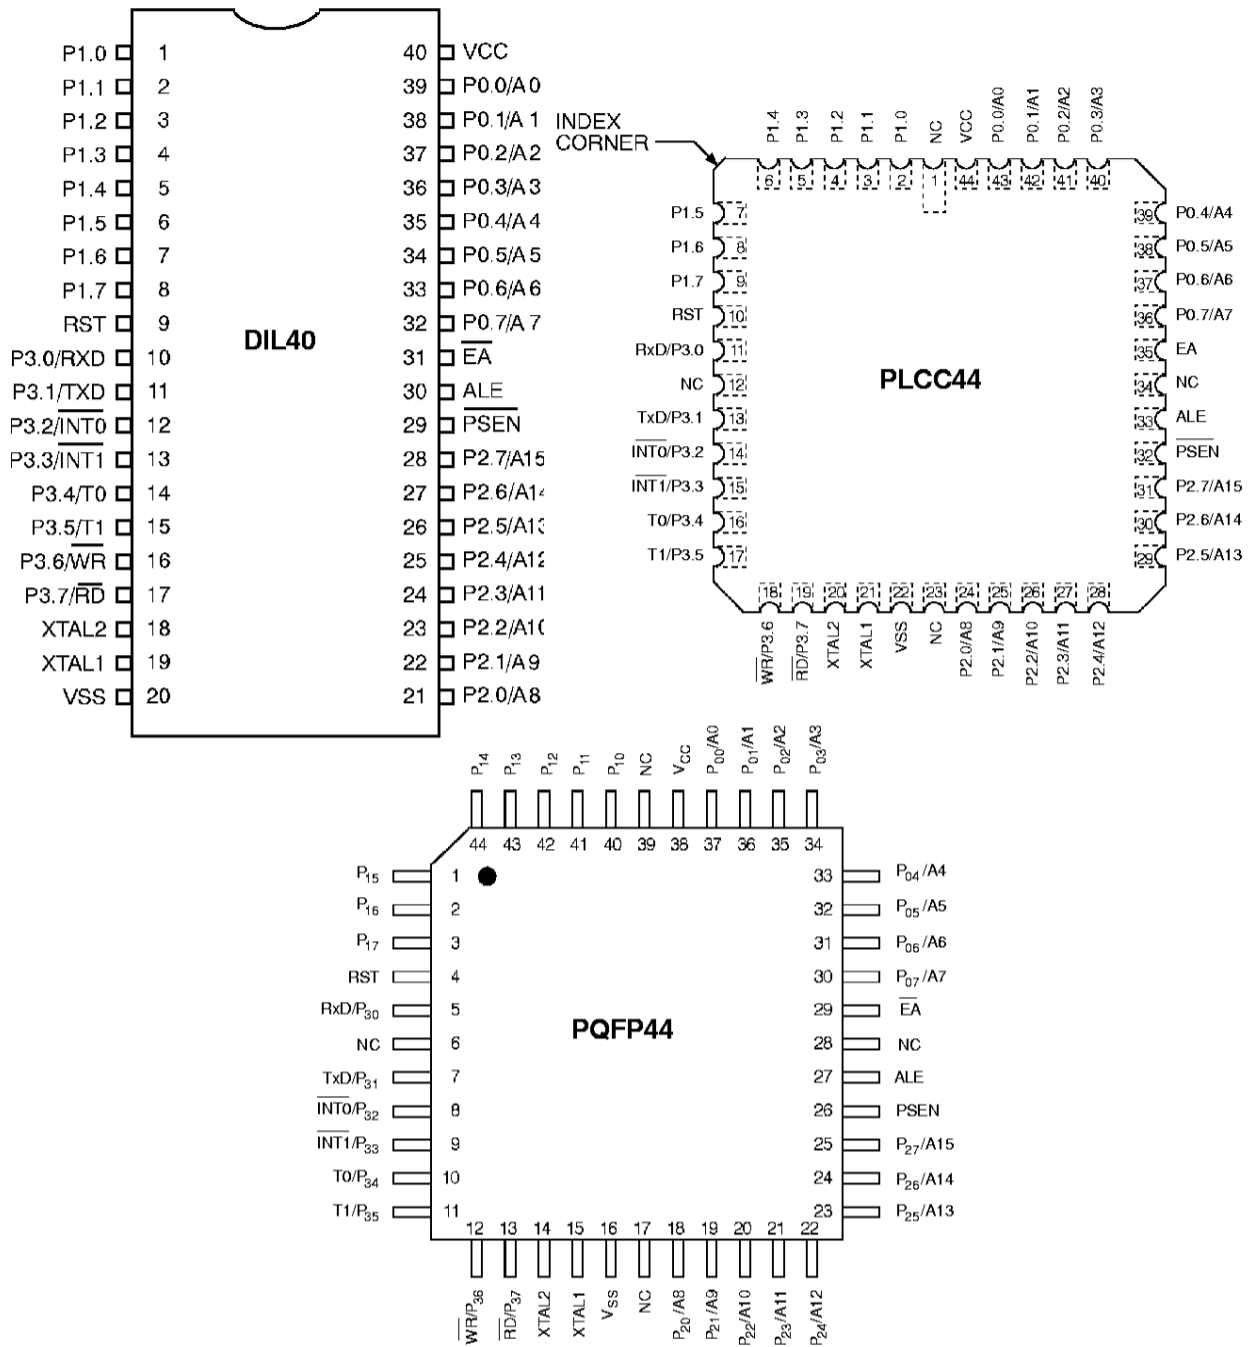 P1.0 1 40 VCC
P1.1 2 39 P0.0/A0
P1.2 3 38 P0.1/A1
P1.3 4 37 P0.2/A2
P1.4 5 36 P0.3/A3
P1.5 6 35 P0.4/A4
P1.6 7 34 P0.5/A5
P1.7 8 33 P0.6/A6
RST 9 32 P0.7/A7
DIL40
P3.0/RXD 10 31 EA
P3.1/TXD 11 30 ALE
P3.2/INT0 12 29 PSEN
P3.3/INT1 13 28 P2.7/A15
P3.4/T0 14 27 P2.6/A14
P3.5/T1 15 26 P2.5/A13
P3.6/WR 16 25 P2.4/A12
P3.7/RD 17 24 P2.3/A11
XTAL2 18 23 P2.2/A10
XTAL1 19 22 P2.1/A9
VSS 20 21 P2.0/A8
INDEX
CORNER
P1.4 P1.3 P1.2 P1.1 P1.0 NC VCC P0.0/A0 P0.1/A1 P0.2/A2 P0.3/A3
6 5 4 3 2 1 44 43 42 41 40
P1.5 7 39 P0.4/A4
P1.6 8 38 P0.5/A5
P1.7 9 37 P0.6/A6
RST 10 36 P0.7/A7
RxD/P3.0 11 35 EA
PLCC44
NC 12 34 NC
TxD/P3.1 13 33 ALE
INT0/P3.2 14 32 PSEN
INT1/P3.3 15 31 P2.7/A15
T0/P3.4 16 30 P2.6/A14
T1/P3.5 17 29 P2.5/A13
18 19 20 21 22 23 24 25 26 27 28
WR/P3.6 RD/P3.7 XTAL2 XTAL1 VSS NC P2.0/A8 P2.1/A9 P2.2/A10 P2.3/A11 P2.4/A12
P14 P13 P12 P11 P10 NC VCC P00/A0 P01/A1 P02/A2 P03/A3
44 43 42 41 40 39 38 37 36 35 34
P15 1 33 P04/A4
P16 2 32 P05/A5
P17 3 31 P06/A6
RST 4 30 P07/A7
RxD/P30 5 29 EA
PQFP44
NC 6 28 NC
TxD/P31 7 27 ALE
INT0/P32 8 26 PSEN
INT1/P33 9 25 P27/A15
T0/P34 10 24 P26/A14
T1/P35 11 23 P25/A13
12 13 14 15 16 17 18 19 20 21 22
WR/P36 RD/P37 XTAL2 XTAL1 VSS NC P20/A8 P21/A9 P22/A10 P23/A11 P24/A12